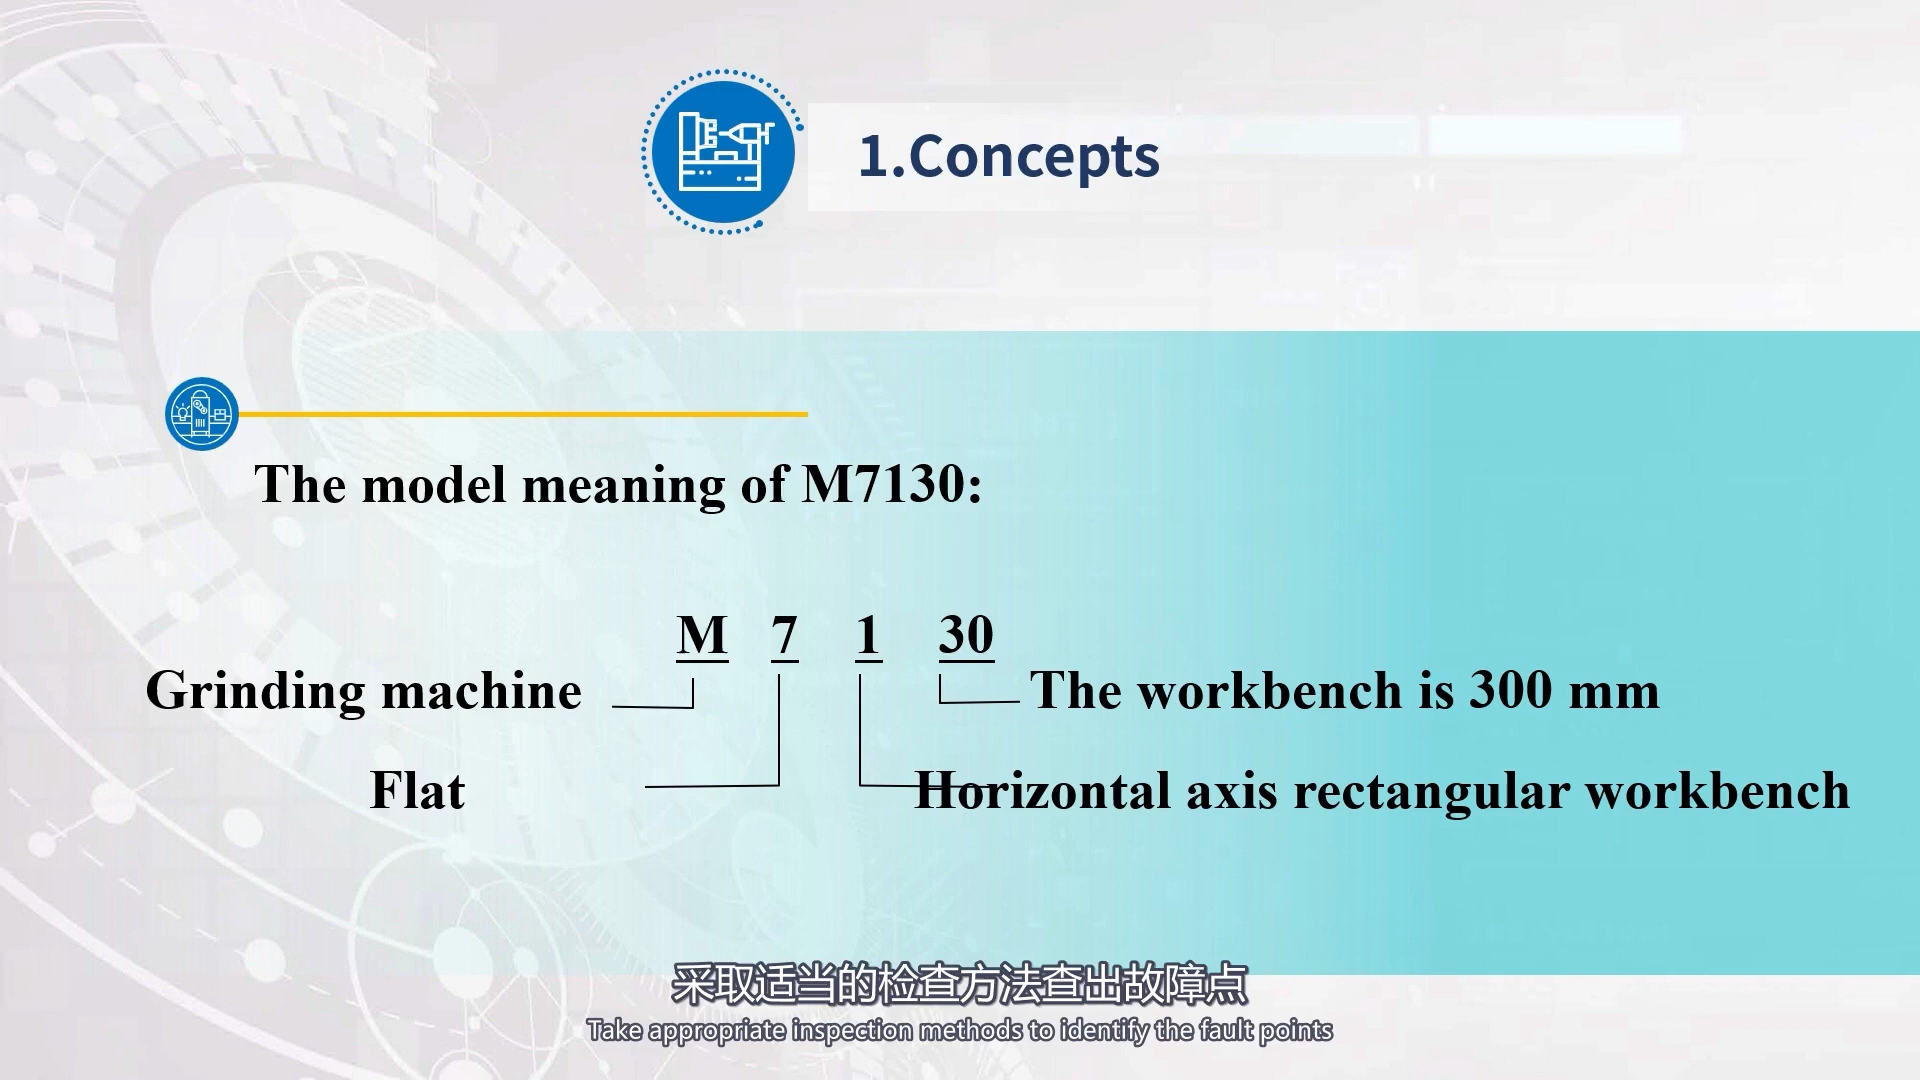 1.Concepts
The model meaning of M7130:
M 7 1 30
Grinding machine
The workbench is 300 mm
Flat
Horizontal axis rectangular workbench
采取适当的检查方法查出故障点
Take appropriate inspection methods to identify the fault points